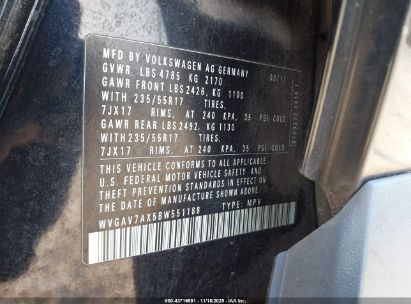 MFD BY VOLKSWAGEN AG GERMANY
GVWR LBS 4785 KG 2170
GAWR FRONT LBS 2426, KG 1100
WITH 235/55R17 TIRES,
7JX17 RIMS, AT 240 KPA, 35 PSI COLD
GAWR REAR LBS 2492, KG 1130
WITH 235/55R17 TIRES,
7JX17 RIMS, AT 240 KPA, 35 PSI COLD
THIS VEHICLE CONFORMS TO ALL APPLICABLE
U.S. FEDERAL MOTOR VEHICLE SAFETY AND
THEFT PREVENTION STANDARDS IN EFFECT ON
THE DATE OF MANUFACTURE SHOWN ABOVE.
WVGAV7AX5BW551188 TYPE: MPV